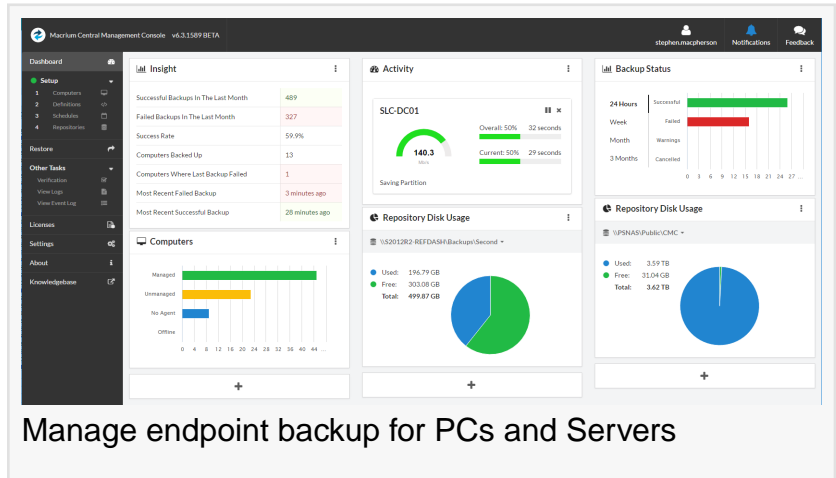 Macrium Central Management Console v6.3.1589 BETA
stephen.macpherson
Notifications
Feedback
Dashboard
Setup
1 Computers
2 Definitions
3 Schedules
4 Repositories
Restore
Other Tasks
Verification
View Logs
View Event Log
Licenses
Settings
About
Knowledgebase
Insight
Successful Backups In The Last Month 489
Failed Backups In The Last Month 327
Success Rate 59.9%
Computers Backed Up 13
Computers Where Last Backup Failed 1
Most Recent Failed Backup 3 minutes ago
Most Recent Successful Backup 28 minutes ago
Computers
Managed
Unmanaged
No Agent
Offline
0 4 8 12 16 20 24 28 32 36 40 44 ...
Activity
SLC-DC01
Overall: 50% 32 seconds
140.3
Current: 50% 29 seconds
Saving Partition
Repository Disk Usage
\\S2012R2-REFDASH\Backups\Second
Used: 196.79 GB
Free: 303.08 GB
Total: 499.87 GB
Backup Status
24 Hours
Week
Month
3 Months
Successful
Failed
Warnings
Cancelled
0 3 6 9 12 15 18 21 24 27 ...
Repository Disk Usage
\\PSNAS\Public\CMC
Used: 3.59 TB
Free: 31.04 GB
Total: 3.62 TB
Manage endpoint backup for PCs and Servers